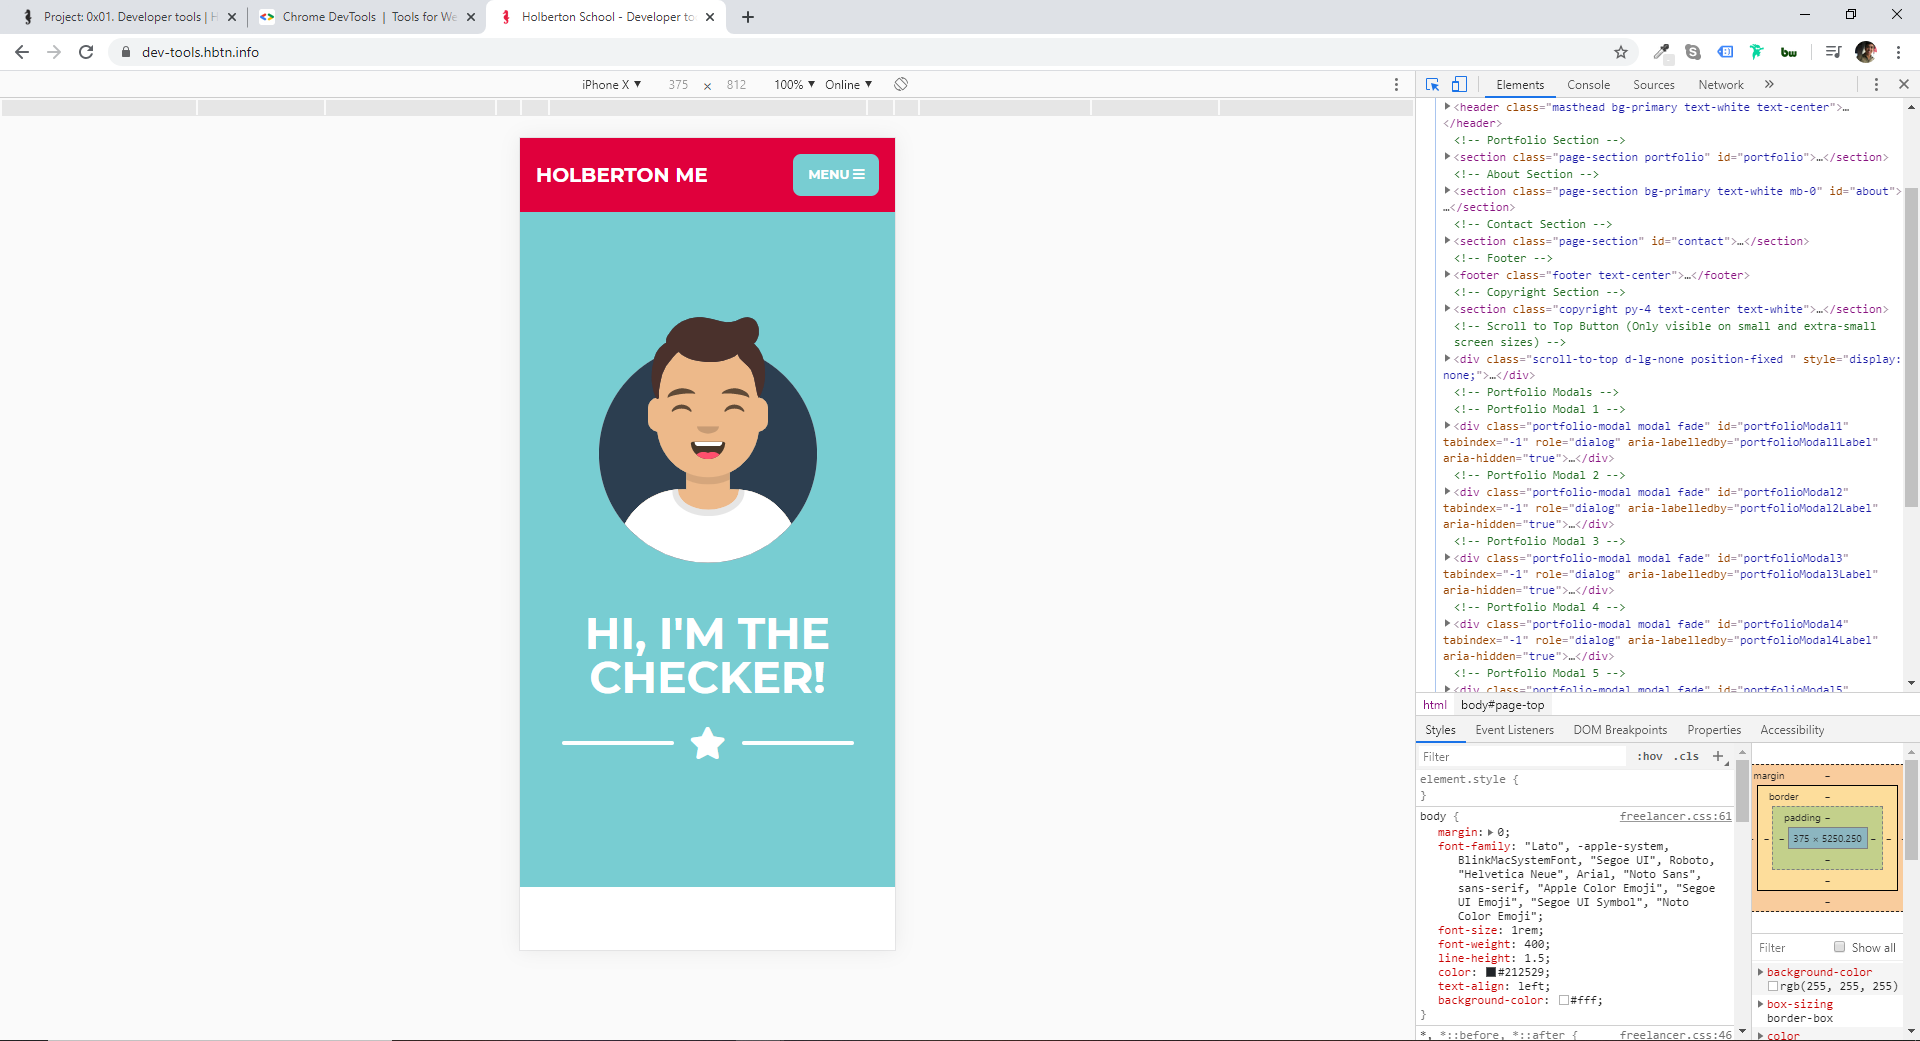 Project: 0x01. Developer tools | H
Chrome DevTools | Tools for We
Holberton School - Developer to
dev-tools.hbtn.info
iPhone X ▼ 375 × 812 100% ▼ Online ▼
HOLBERTON ME
MENU
HI, I'M THE
CHECKER!
Elements Console Sources Network »
<header class="masthead bg-primary text-white text-center">…
</header>
<!-- Portfolio Section -->
<section class="page-section portfolio" id="portfolio">…</section>
<!-- About Section -->
<section class="page-section bg-primary text-white mb-0" id="about">
…</section>
<!-- Contact Section -->
<section class="page-section" id="contact">…</section>
<!-- Footer -->
<footer class="footer text-center">…</footer>
<!-- Copyright Section -->
<section class="copyright py-4 text-center text-white">…</section>
<!-- Scroll to Top Button (Only visible on small and extra-small
screen sizes) -->
<div class="scroll-to-top d-lg-none position-fixed " style="display:
none;">…</div>
<!-- Portfolio Modals -->
<!-- Portfolio Modal 1 -->
<div class="portfolio-modal modal fade" id="portfolioModal1"
tabindex="-1" role="dialog" aria-labelledby="portfolioModal1Label"
aria-hidden="true">…</div>
<!-- Portfolio Modal 2 -->
<div class="portfolio-modal modal fade" id="portfolioModal2"
tabindex="-1" role="dialog" aria-labelledby="portfolioModal2Label"
aria-hidden="true">…</div>
<!-- Portfolio Modal 3 -->
<div class="portfolio-modal modal fade" id="portfolioModal3"
tabindex="-1" role="dialog" aria-labelledby="portfolioModal3Label"
aria-hidden="true">…</div>
<!-- Portfolio Modal 4 -->
<div class="portfolio-modal modal fade" id="portfolioModal4"
tabindex="-1" role="dialog" aria-labelledby="portfolioModal4Label"
aria-hidden="true">…</div>
<!-- Portfolio Modal 5 -->
<div class="portfolio-modal modal fade" id="portfolioModal5"
html body#page-top
Styles Event Listeners DOM Breakpoints Properties Accessibility
Filter :hov .cls +
element.style {
}
body { freelancer.css:61
margin: 0;
font-family: "Lato", -apple-system,
BlinkMacSystemFont, "Segoe UI", Roboto,
"Helvetica Neue", Arial, "Noto Sans",
sans-serif, "Apple Color Emoji", "Segoe
UI Emoji", "Segoe UI Symbol", "Noto
Color Emoji";
font-size: 1rem;
font-weight: 400;
line-height: 1.5;
color: #212529;
text-align: left;
background-color: #fff;
}
*, *::before, *::after { freelancer.css:46
margin –
border –
padding –
– – 375 × 5250.250 – –
–
–
–
Filter Show all
background-color
rgb(255, 255, 255)
box-sizing
border-box
color
bw